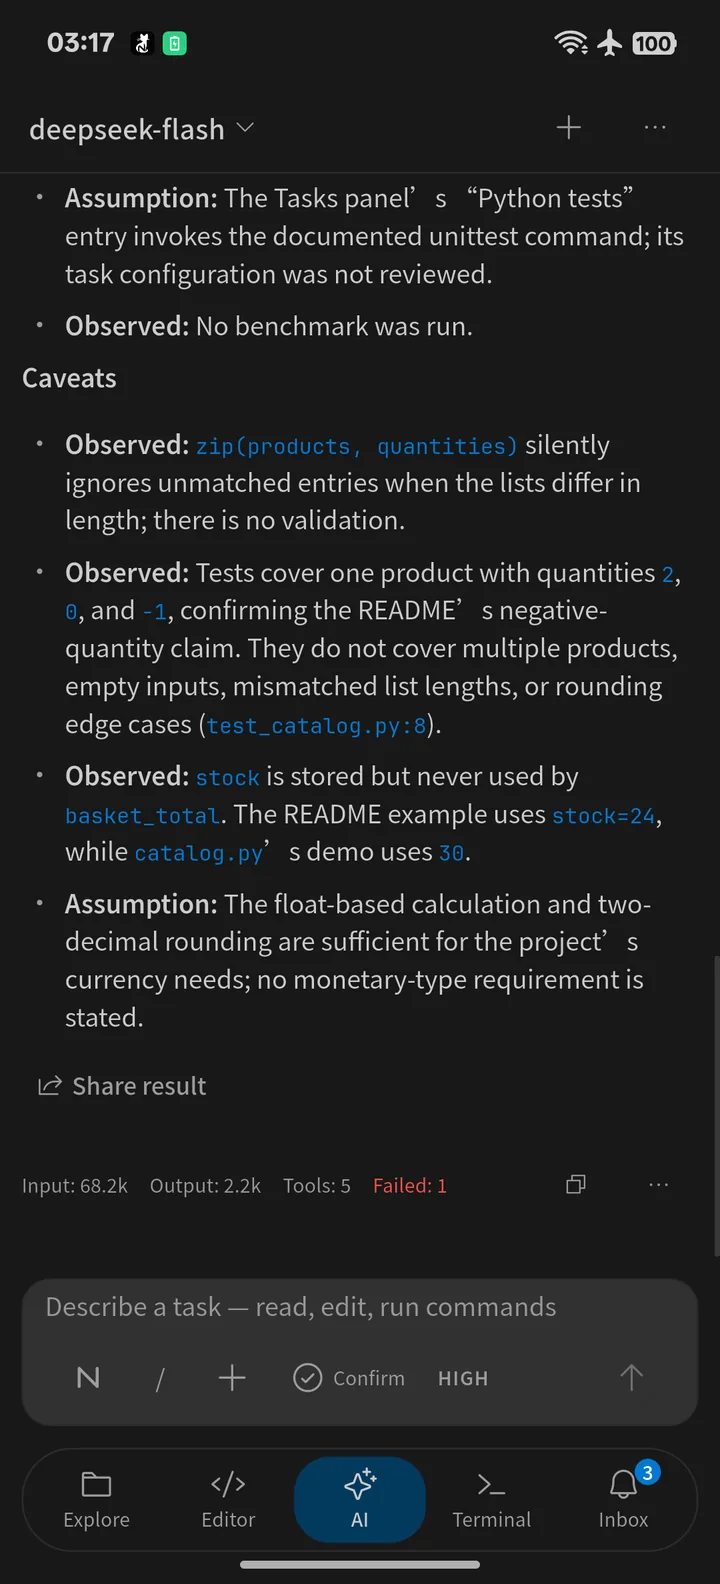 03:17
100
deepseek-flash
Assumption: The Tasks panel’s “Python tests”
entry invokes the documented unittest command; its
task configuration was not reviewed.
Observed: No benchmark was run.
Caveats
Observed: zip(products, quantities) silently
ignores unmatched entries when the lists differ in
length; there is no validation.
Observed: Tests cover one product with quantities 2,
0, and -1, confirming the README’s negative-
quantity claim. They do not cover multiple products,
empty inputs, mismatched list lengths, or rounding
edge cases (test_catalog.py:8).
Observed: stock is stored but never used by
basket_total. The README example uses stock=24,
while catalog.py’s demo uses 30.
Assumption: The float-based calculation and two-
decimal rounding are sufficient for the project’s
currency needs; no monetary-type requirement is
stated.
Share result
Input: 68.2k Output: 2.2k Tools: 5 Failed: 1
Describe a task — read, edit, run commands
N / + Confirm HIGH
3
Explore Editor AI Terminal Inbox